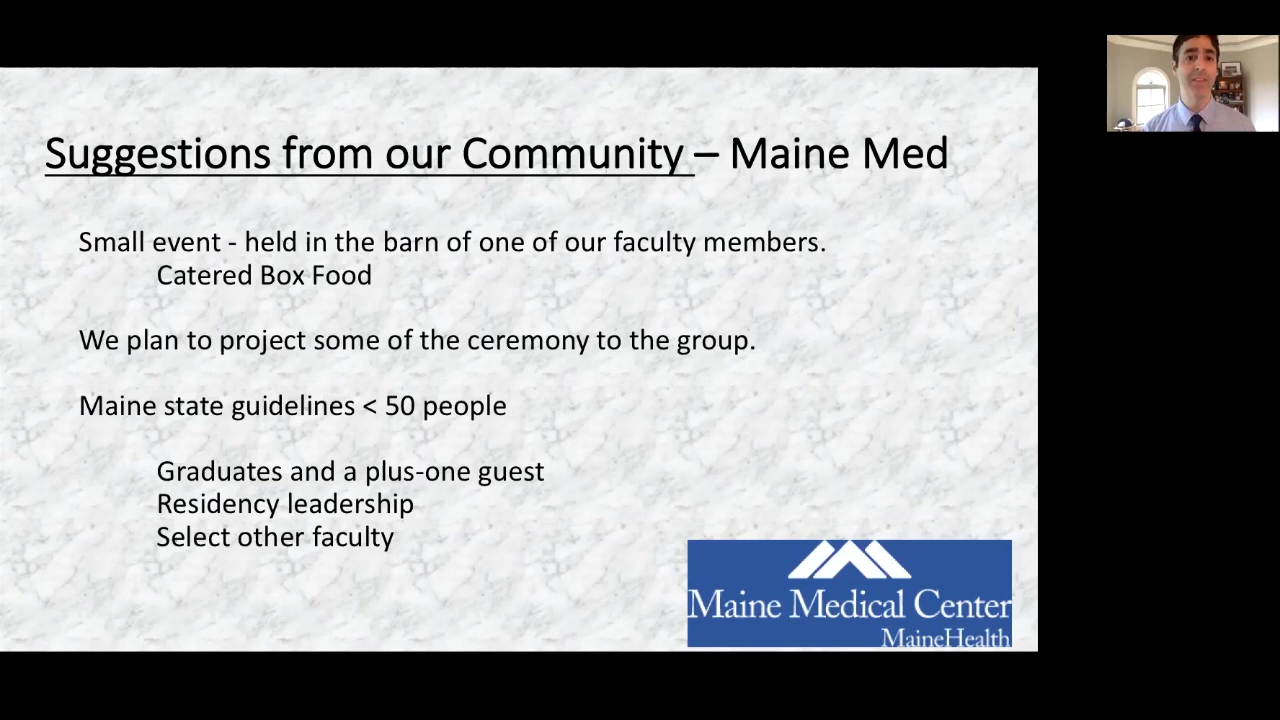 Suggestions from our Community – Maine Med
Small event - held in the barn of one of our faculty members.
Catered Box Food
We plan to project some of the ceremony to the group.
Maine state guidelines < 50 people
Graduates and a plus-one guest
Residency leadership
Select other faculty
Maine Medical Center
MaineHealth